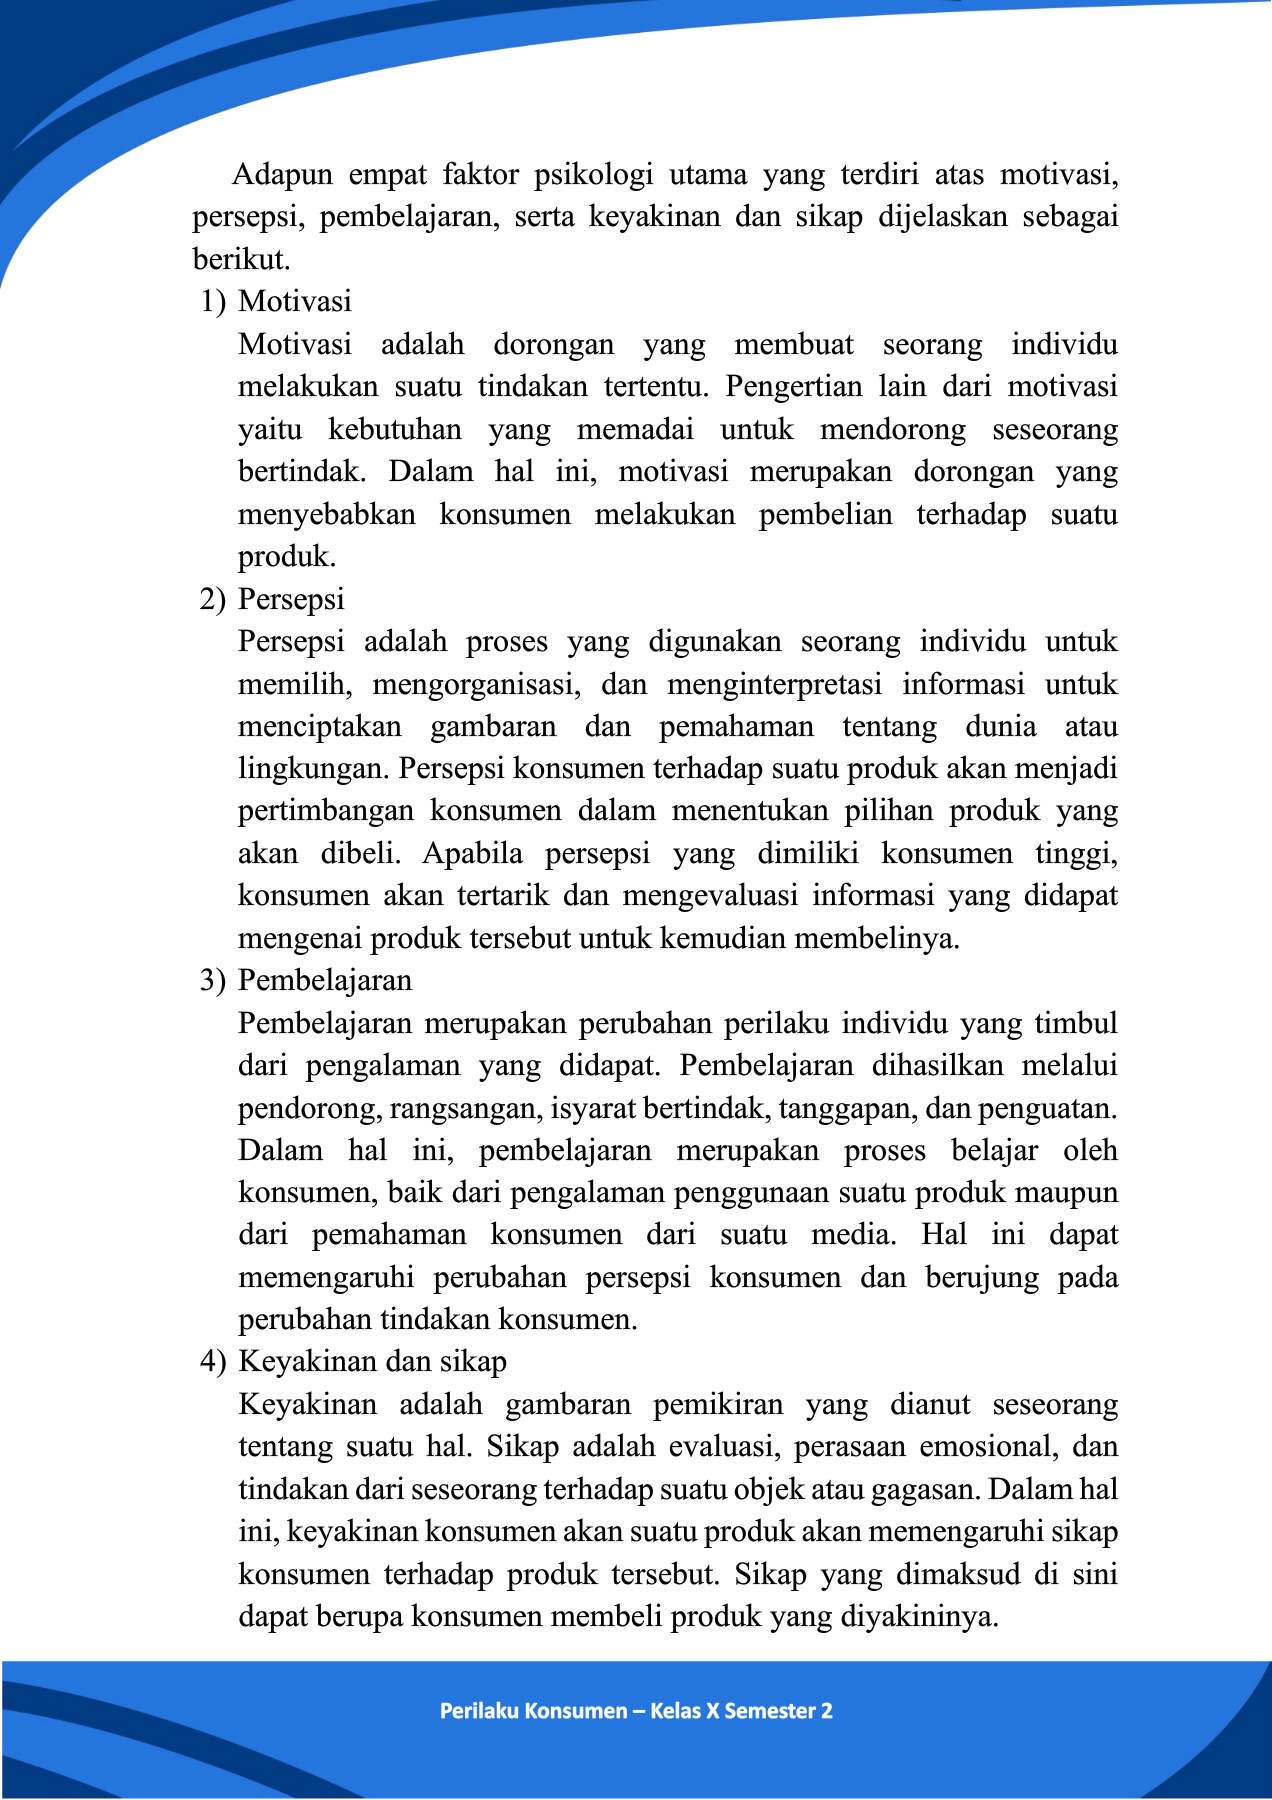 Adapun empat faktor psikologi utama yang terdiri atas motivasi,
persepsi, pembelajaran, serta keyakinan dan sikap dijelaskan sebagai
berikut.
1) Motivasi
Motivasi adalah dorongan yang membuat seorang individu
melakukan suatu tindakan tertentu. Pengertian lain dari motivasi
yaitu kebutuhan yang memadai untuk mendorong seseorang
bertindak. Dalam hal ini, motivasi merupakan dorongan yang
menyebabkan konsumen melakukan pembelian terhadap suatu
produk.
2) Persepsi
Persepsi adalah proses yang digunakan seorang individu untuk
memilih, mengorganisasi, dan menginterpretasi informasi untuk
menciptakan gambaran dan pemahaman tentang dunia atau
lingkungan. Persepsi konsumen terhadap suatu produk akan menjadi
pertimbangan konsumen dalam menentukan pilihan produk yang
akan dibeli. Apabila persepsi yang dimiliki konsumen tinggi,
konsumen akan tertarik dan mengevaluasi informasi yang didapat
mengenai produk tersebut untuk kemudian membelinya.
3) Pembelajaran
Pembelajaran merupakan perubahan perilaku individu yang timbul
dari pengalaman yang didapat. Pembelajaran dihasilkan melalui
pendorong, rangsangan, isyarat bertindak, tanggapan, dan penguatan.
Dalam hal ini, pembelajaran merupakan proses belajar oleh
konsumen, baik dari pengalaman penggunaan suatu produk maupun
dari pemahaman konsumen dari suatu media. Hal ini dapat
memengaruhi perubahan persepsi konsumen dan berujung pada
perubahan tindakan konsumen.
4) Keyakinan dan sikap
Keyakinan adalah gambaran pemikiran yang dianut seseorang
tentang suatu hal. Sikap adalah evaluasi, perasaan emosional, dan
tindakan dari seseorang terhadap suatu objek atau gagasan. Dalam hal
ini, keyakinan konsumen akan suatu produk akan memengaruhi sikap
konsumen terhadap produk tersebut. Sikap yang dimaksud di sini
dapat berupa konsumen membeli produk yang diyakininya.
Perilaku Konsumen – Kelas X Semester 2